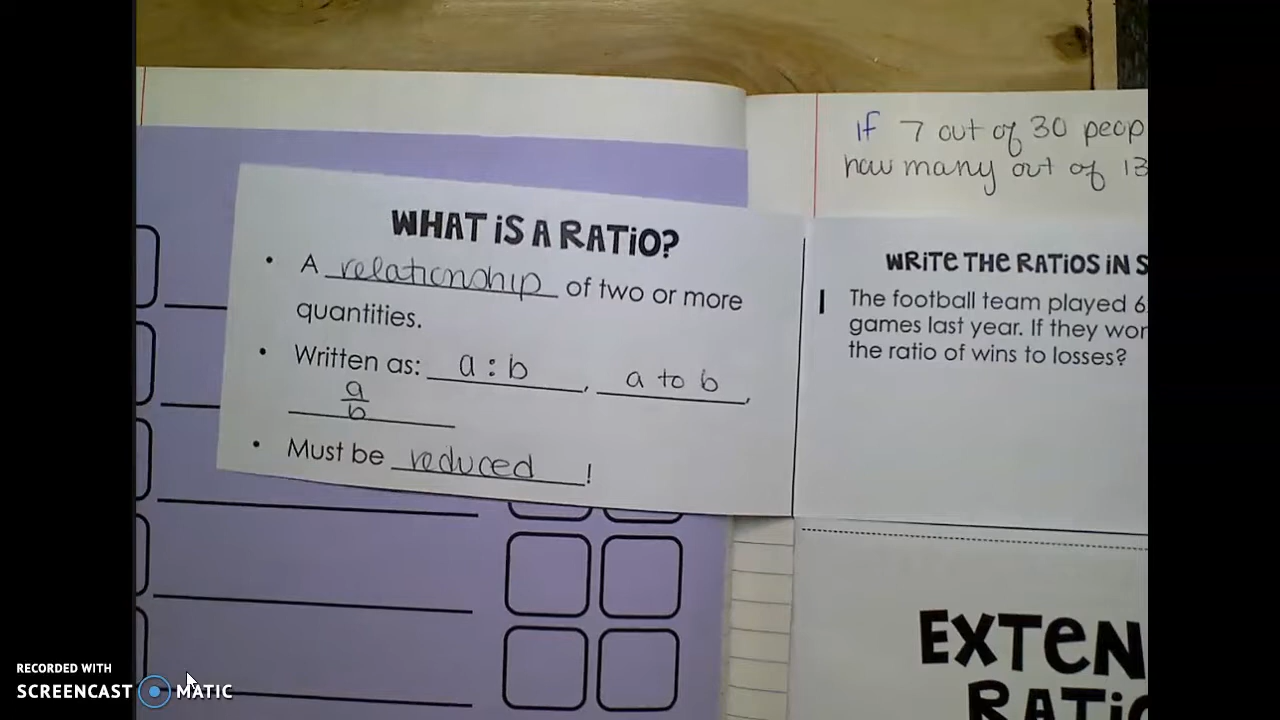 If 7 out of 30 peop
how many out of 13
WHAT iS A RATiO?
• A relationship of two or more
quantities.
• Written as: a : b, a to b,
a/b
• Must be reduced!
WRiTE THE RATiOS iN S
1 The football team played 6
games last year. If they wor
the ratio of wins to losses?
EXTEN
RATIO
RECORDED WITH
SCREENCAST MATIC